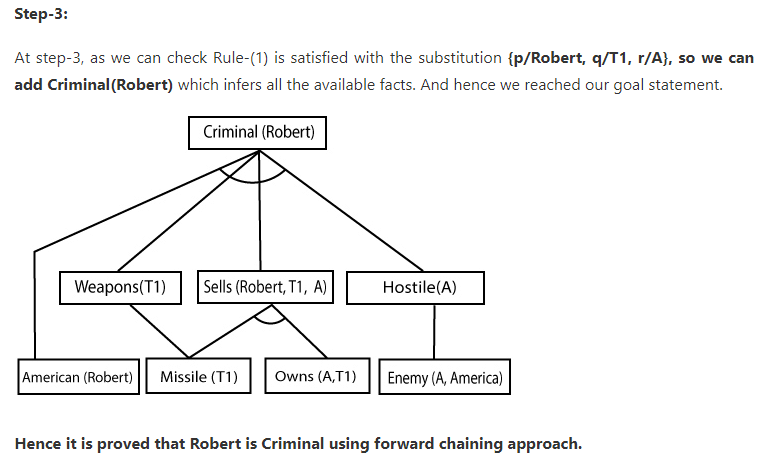 Step-3:
At step-3, as we can check Rule-(1) is satisfied with the substitution {p/Robert, q/T1, r/A}, so we can
add Criminal(Robert) which infers all the available facts. And hence we reached our goal statement.
Criminal (Robert)
Weapons(T1) Sells (Robert, T1, A) Hostile(A)
American (Robert) Missile (T1) Owns (A,T1) Enemy (A, America)
Hence it is proved that Robert is Criminal using forward chaining approach.